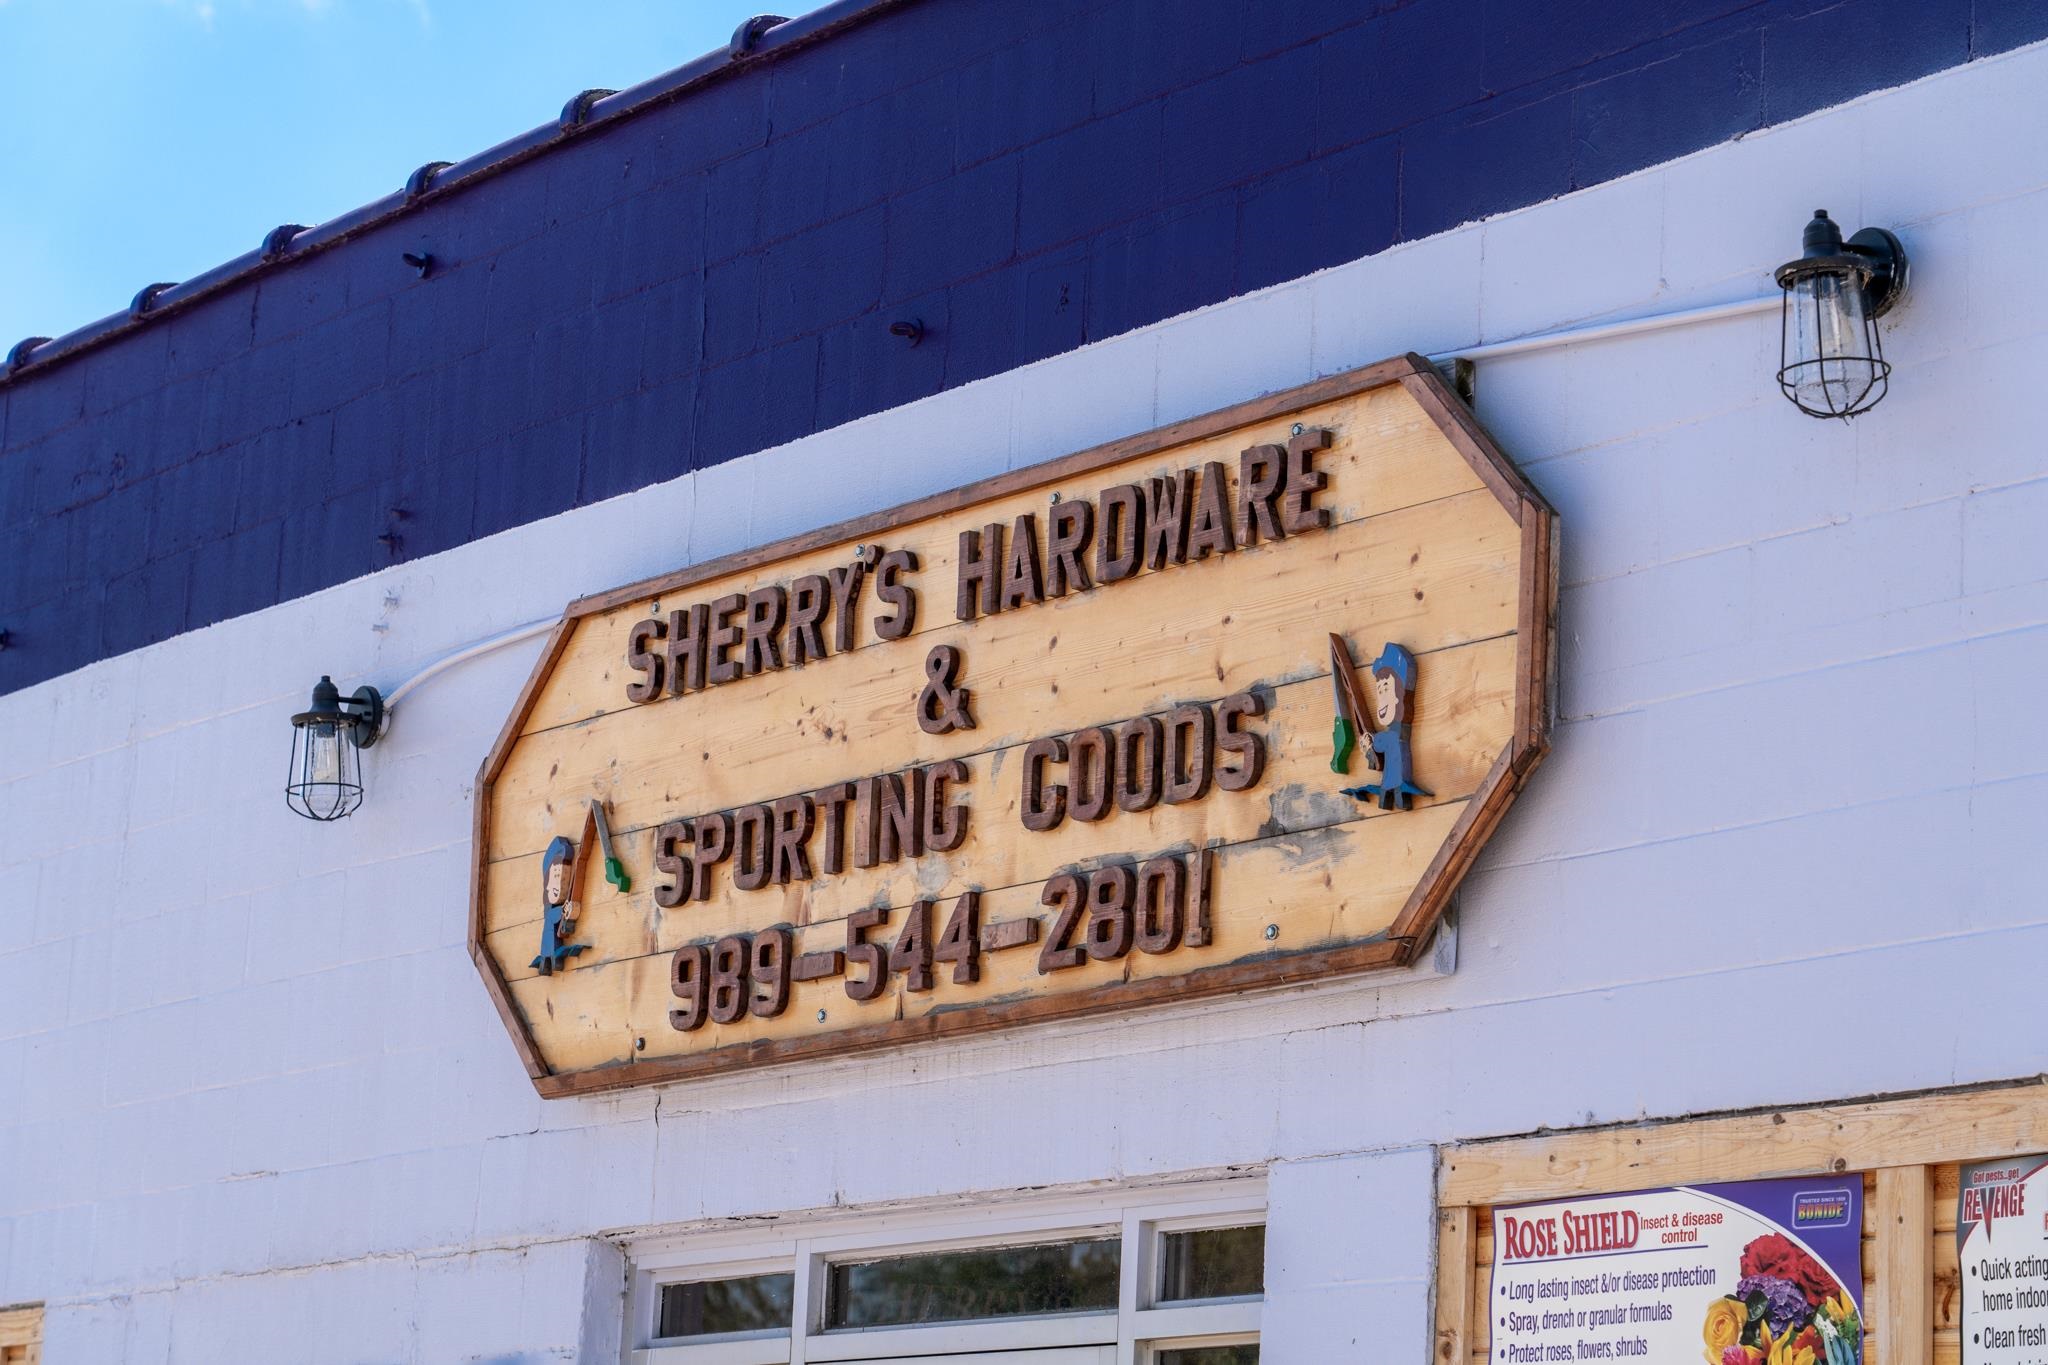 SHERRY'S HARDWARE
&
SPORTING GOODS
989-544-2801
ROSE SHIELD Insect & disease
control
TRUSTED SINCE 1926
BONIDE
• Long lasting insect &/or disease protection
• Spray, drench or granular formulas
• Protect roses, flowers, shrubs
Got pests...get
REVENGE
• Quick acting
home indoo
• Clean fresh